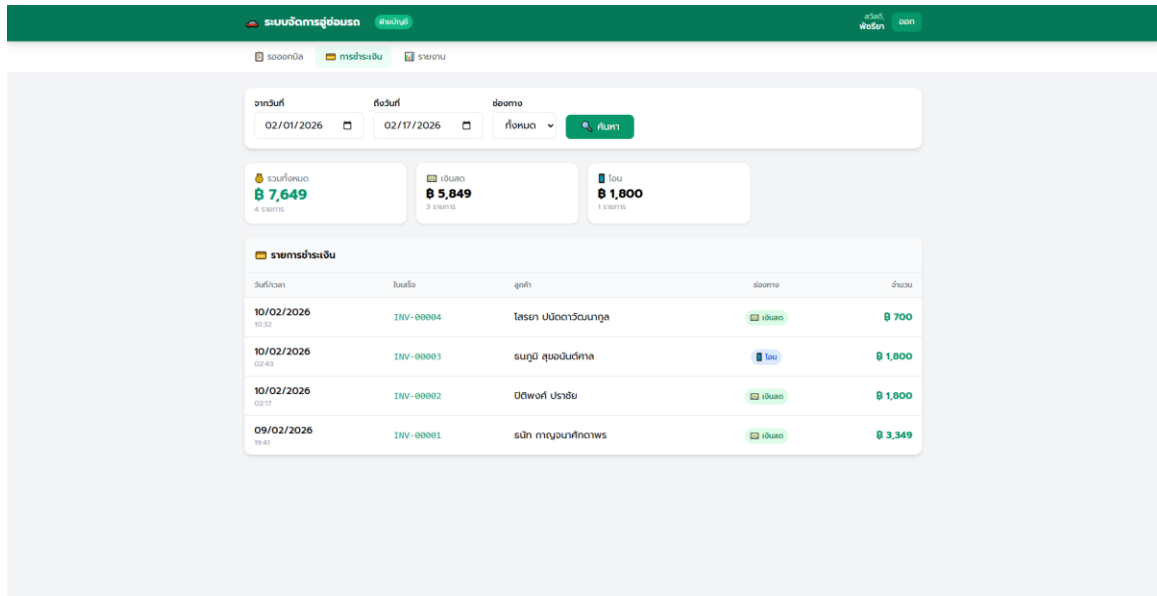 ระบบจัดการอู่ซ่อมรถ ฝ่ายบัญชี สวัสดี, พัชรียา ออก
รอออกบิล การชำระเงิน รายงาน
จากวันที่ ถึงวันที่ ช่องทาง
02/01/2026 02/17/2026 ทั้งหมด ค้นหา
รวมทั้งหมด เงินสด โอน
฿ 7,649 ฿ 5,849 ฿ 1,800
4 รายการ 3 รายการ 1 รายการ
รายการชำระเงิน
วันที่/เวลา ใบเสร็จ ลูกค้า ช่องทาง จำนวน
10/02/2026 INV-00004 โสรยา ปนัดดาวัฒนากูล เงินสด ฿ 700
10:32
10/02/2026 INV-00003 ธนภูมิ สุขอนันต์ศาล โอน ฿ 1,800
02:43
10/02/2026 INV-00002 ปิติพงศ์ ปราชัย เงินสด ฿ 1,800
02:17
09/02/2026 INV-00001 ธนัท กาญจนาศักดาพร เงินสด ฿ 3,349
19:41